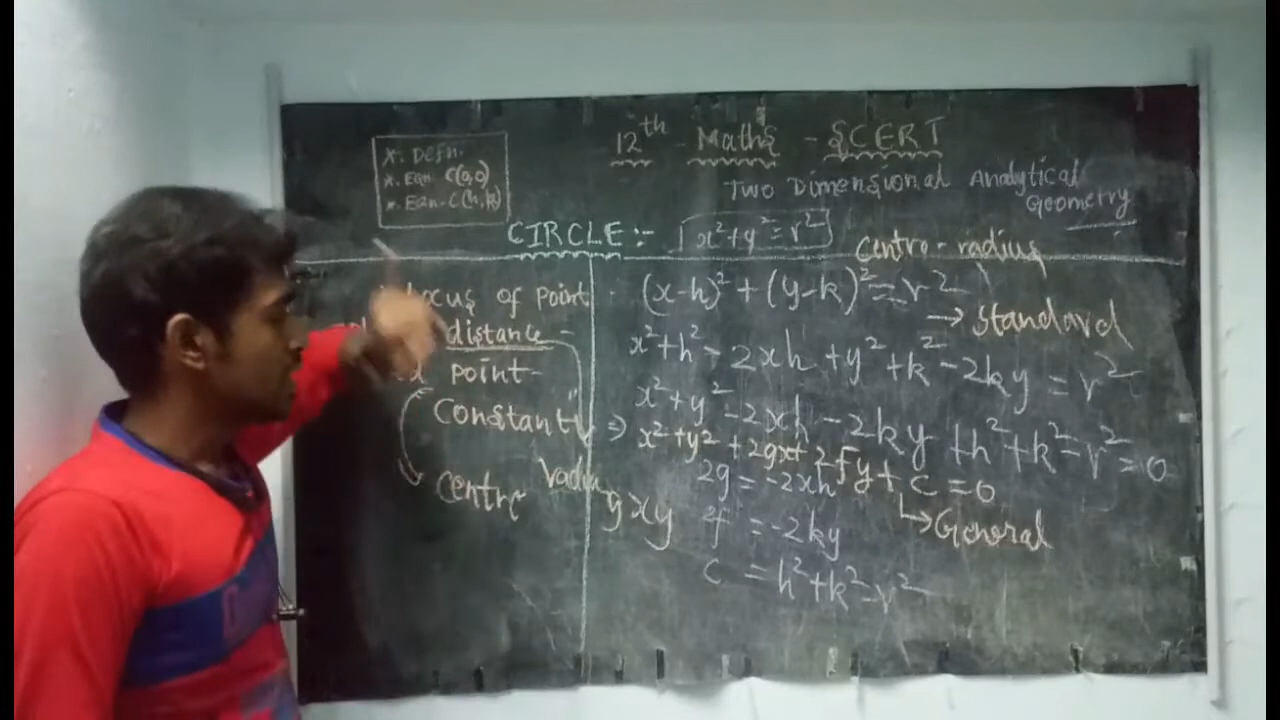 12th Maths - SCERT
Two Dimensional Analytical
Geometry
*. Defn.
*. Eqn C(0,0)
*. Eqn - C(h,k)
CIRCLE:- x²+y²=r²
Centre-radius
locus of point
distance
point
Constant
Centre
radius
(x-h)²+(y-k)²=r²
→ Standard
x²+h²-2xh+y²+k²-2ky=r²
x²+y²-2xh-2ky+h²+k²-r²=0
⇒ x²+y²+2gx+2fy+c=0
↳ General
2g=-2xh
gxy 2f=-2ky
c=h²+k²-r²